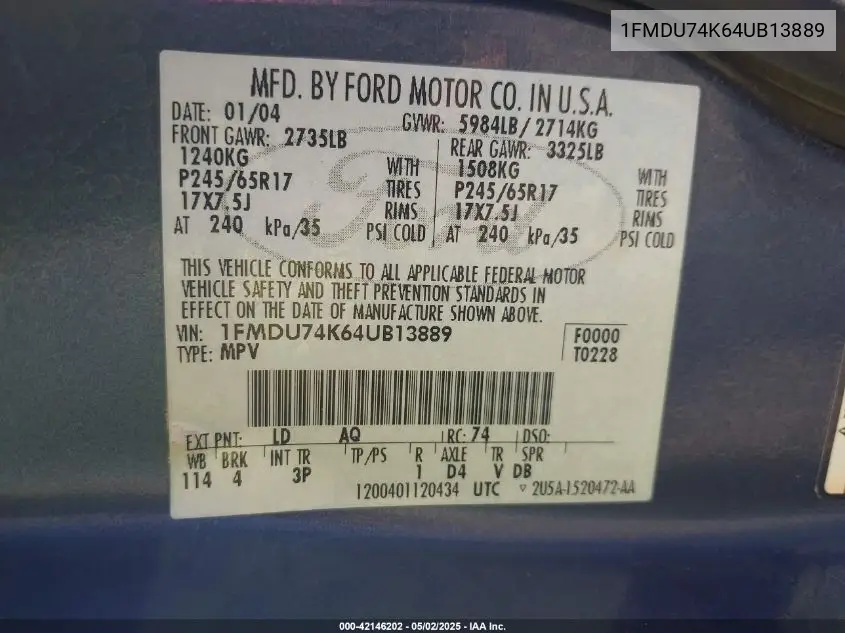 1FMDU74K64UB13889
MFD. BY FORD MOTOR CO. IN U.S.A.
DATE: 01/04 GVWR: 5984LB/ 2714KG
FRONT GAWR: 2735LB REAR GAWR: 3325LB
1240KG WITH 1508KG WITH
P245/65R17 TIRES P245/65R17 TIRES
17X7.5J RIMS 17X7.5J RIMS
AT 240 kPa/35 PSI COLD AT 240 kPa/35 PSI COLD
Ford
THIS VEHICLE CONFORMS TO ALL APPLICABLE FEDERAL MOTOR
VEHICLE SAFETY AND THEFT PREVENTION STANDARDS IN
EFFECT ON THE DATE OF MANUFACTURE SHOWN ABOVE.
VIN: 1FMDU74K64UB13889 F0000
TYPE: MPV T0228
EXT PNT: LD AQ RC: 74 DSO:
WB BRK INT TR TP/PS R AXLE TR SPR
114 4 3P 1 D4 V DB
1200401120434 UTC ▽ 2U5A-1520472-AA
000-42146202 - 05/02/2025 - IAA Inc.